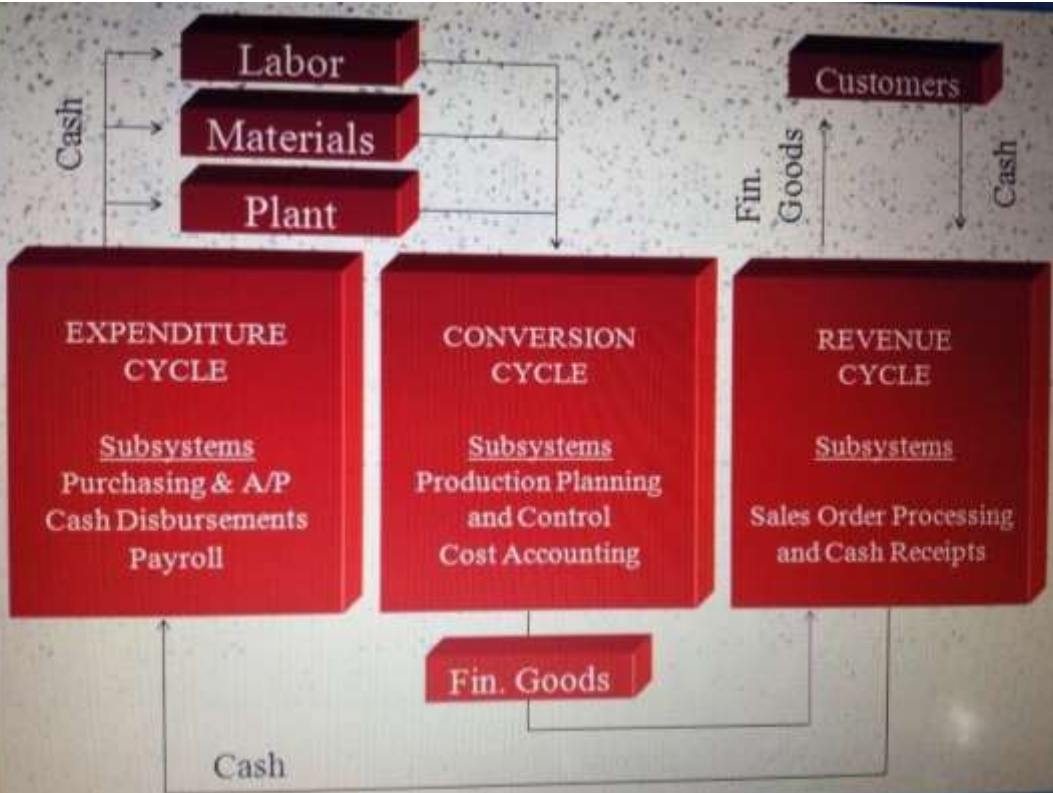 Labor
Materials
Plant
Cash
Customers
Fin.
Goods
Cash
EXPENDITURE
CYCLE
Subsystems
Purchasing & A/P
Cash Disbursements
Payroll
CONVERSION
CYCLE
Subsystems
Production Planning
and Control
Cost Accounting
REVENUE
CYCLE
Subsystems
Sales Order Processing
and Cash Receipts
Fin. Goods
Cash